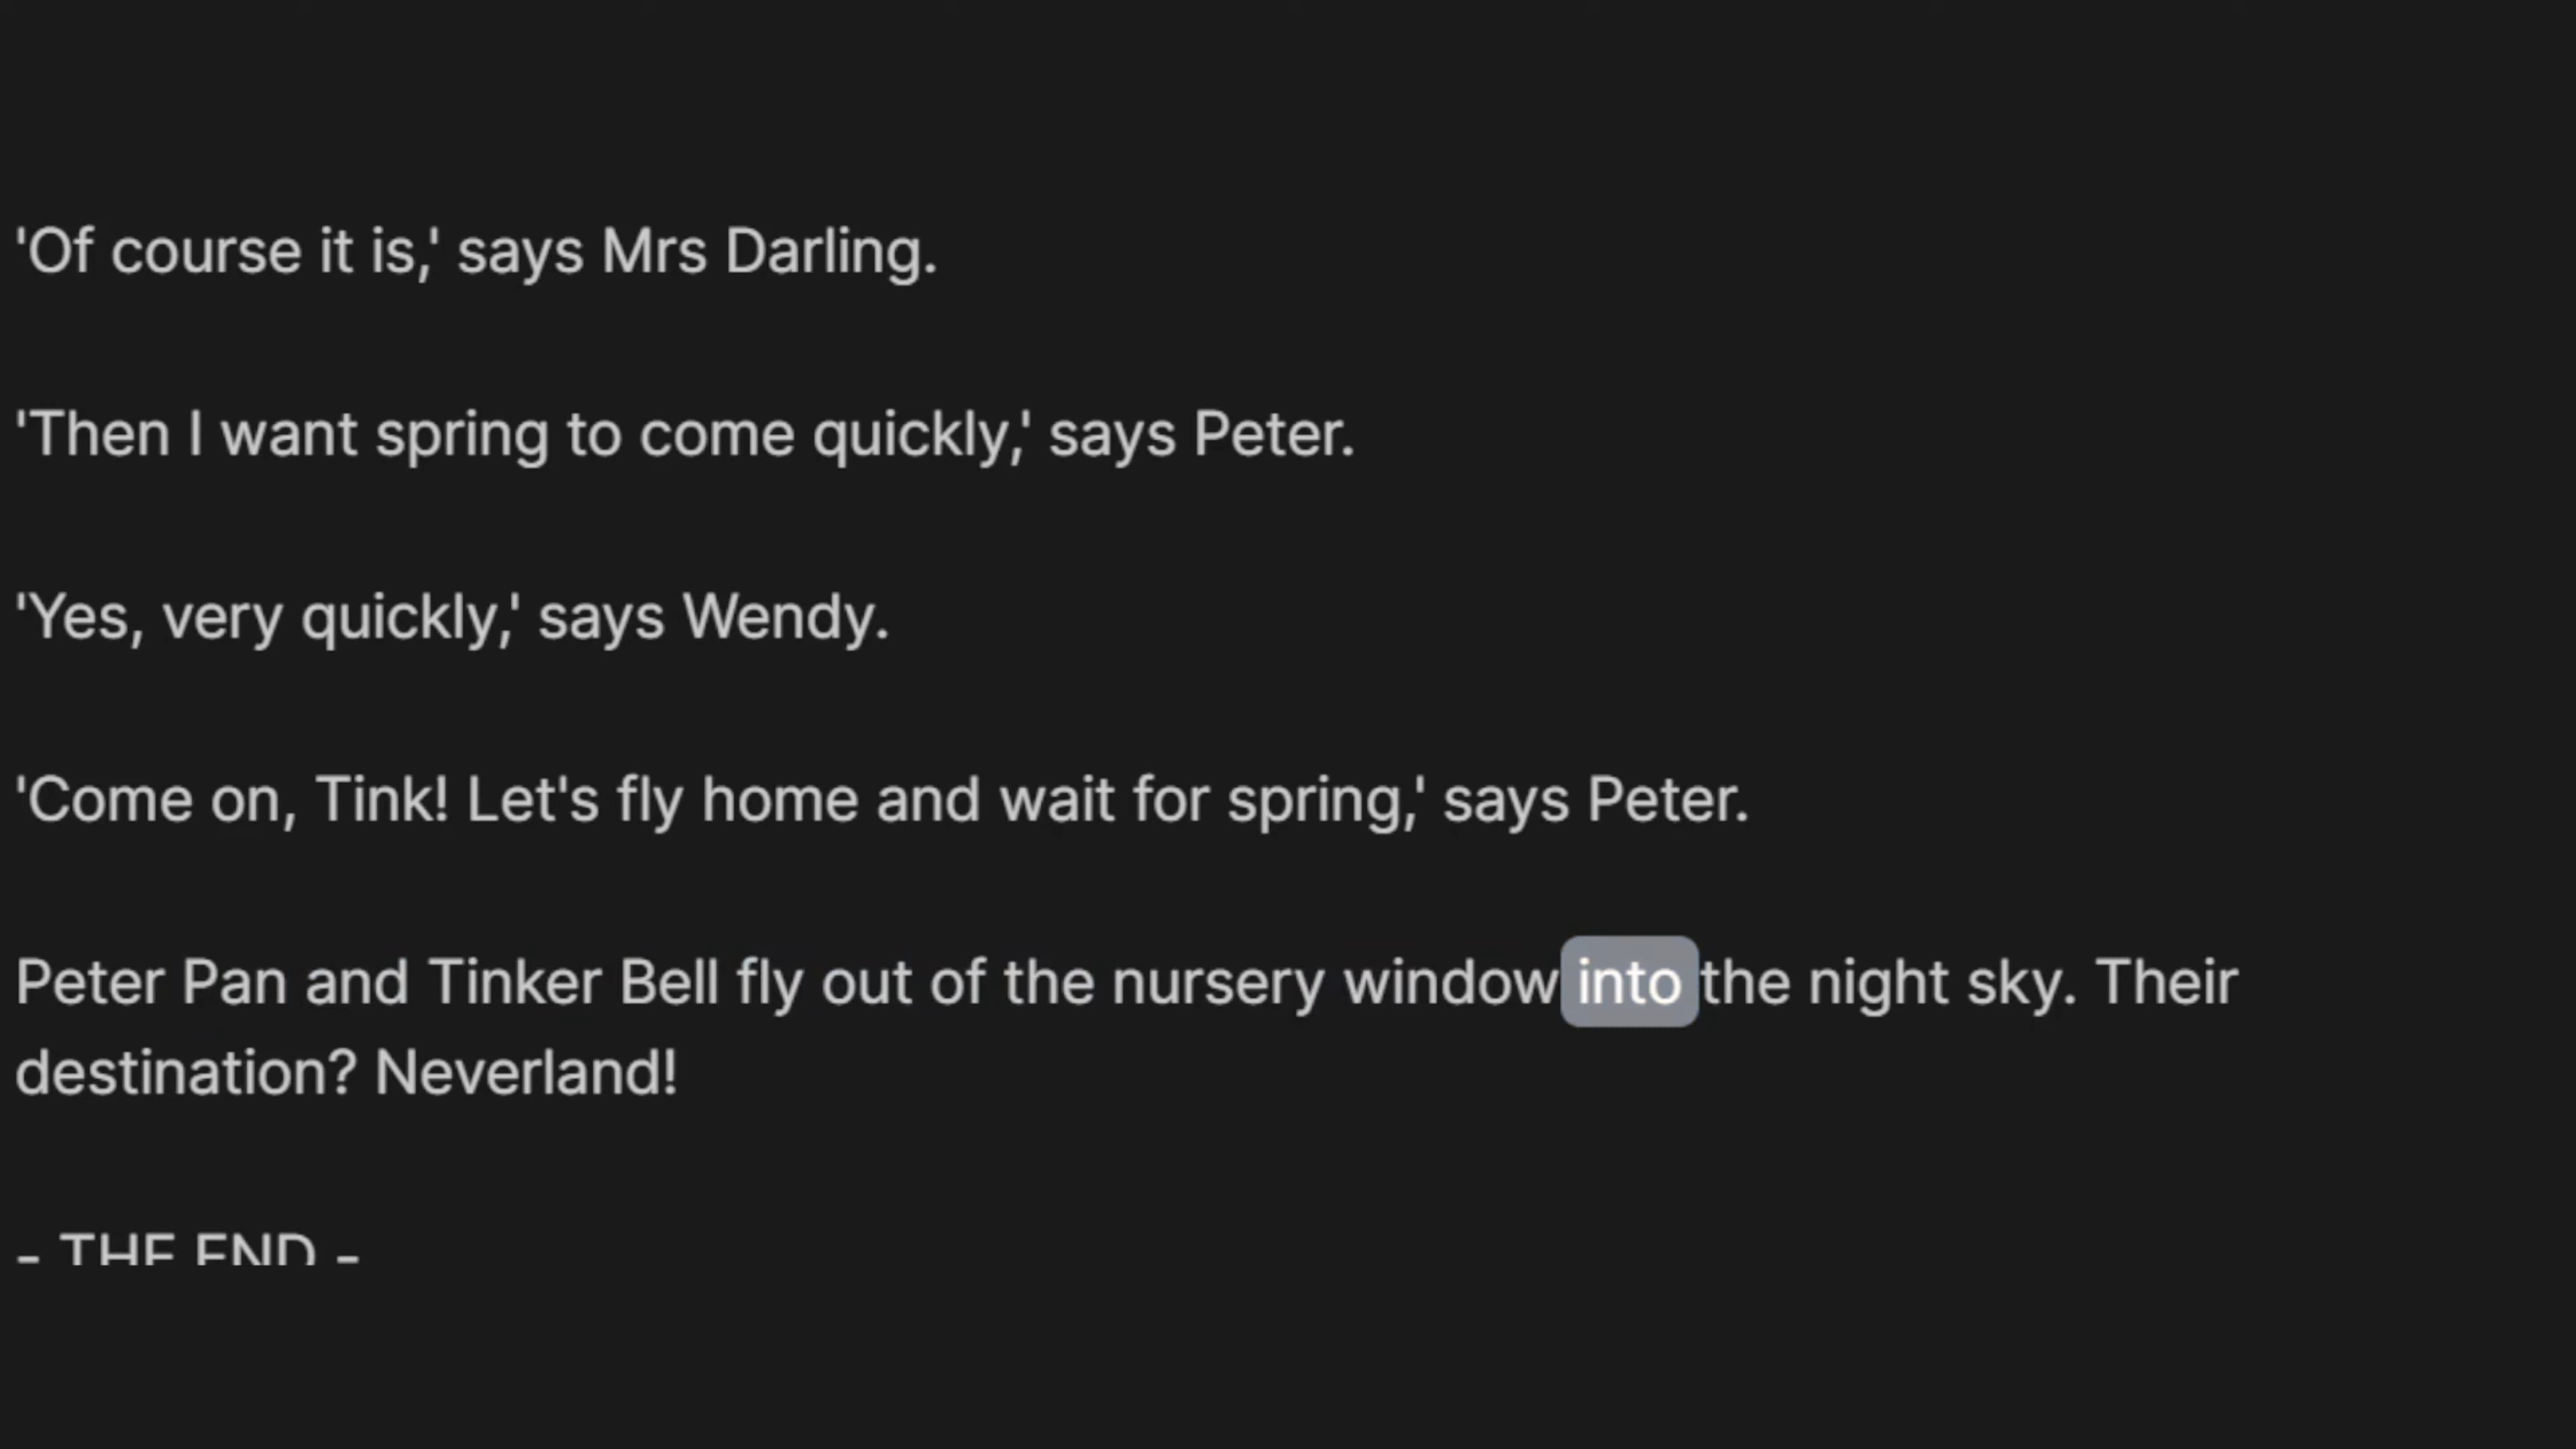 'Of course it is,' says Mrs Darling.
'Then I want spring to come quickly,' says Peter.
'Yes, very quickly,' says Wendy.
'Come on, Tink! Let's fly home and wait for spring,' says Peter.
Peter Pan and Tinker Bell fly out of the nursery window into the night sky. Their
destination? Neverland!
- THE END -